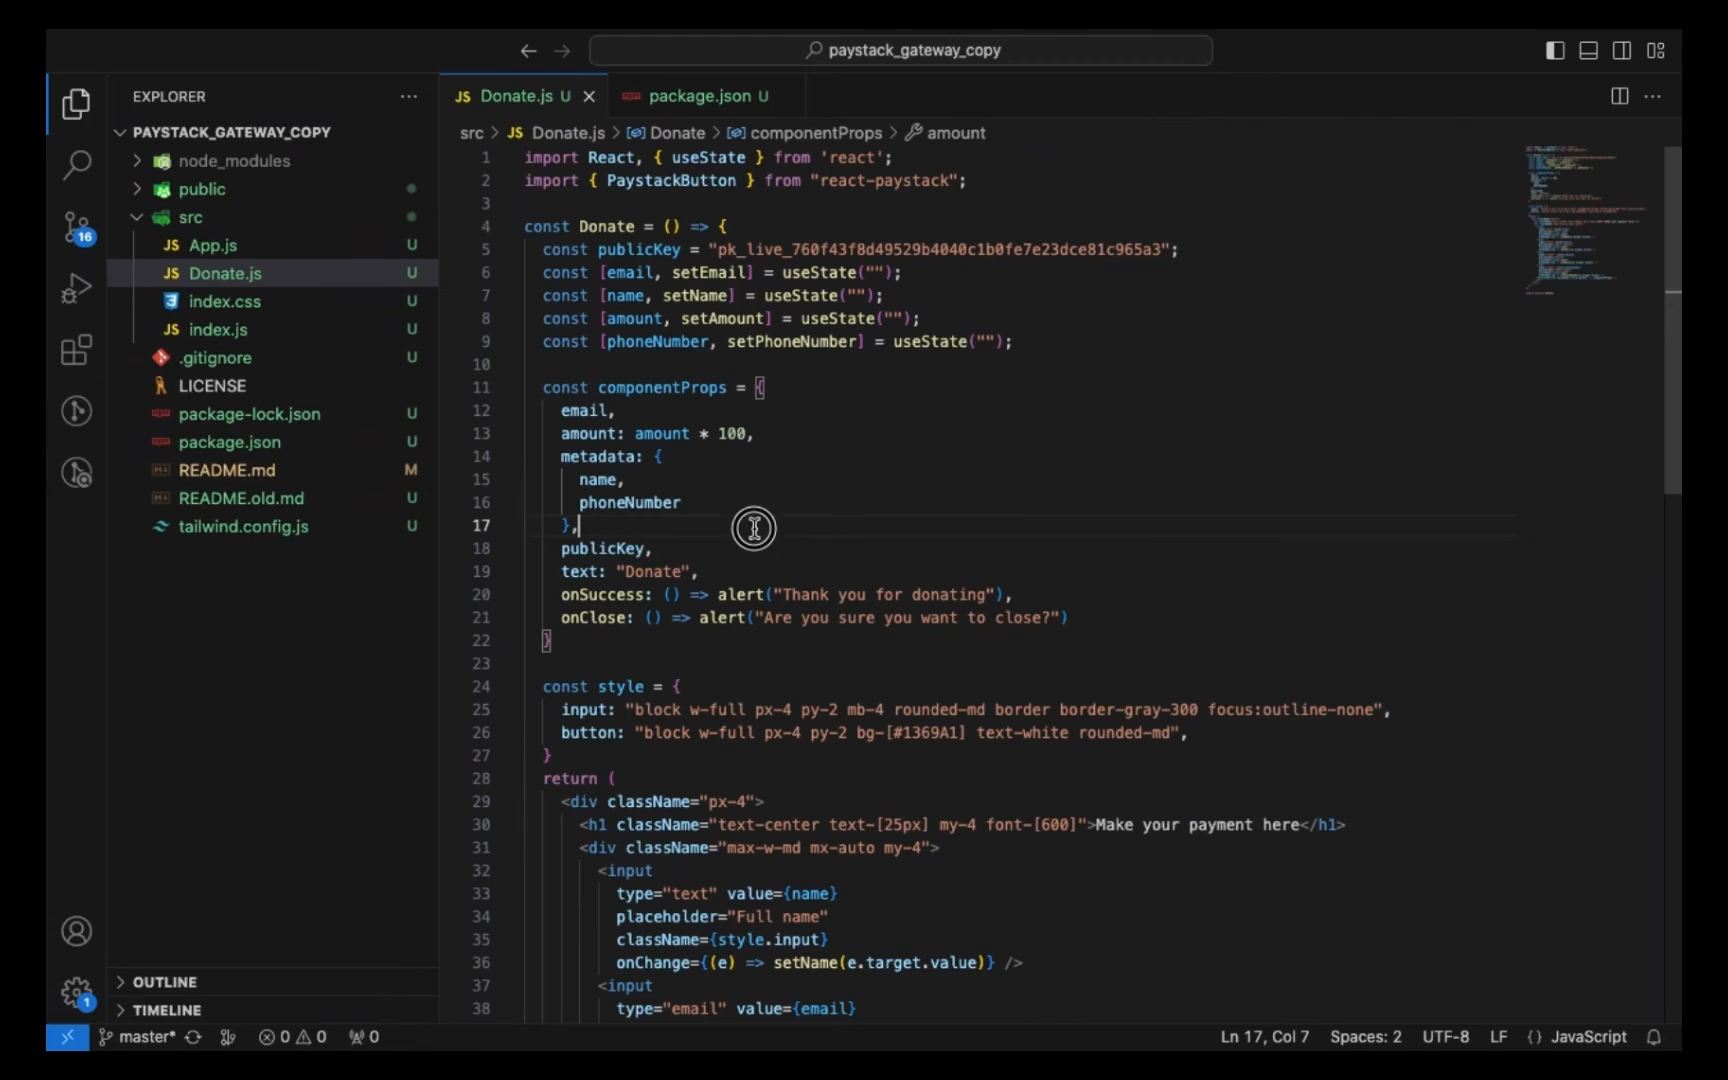 paystack_gateway_copy
EXPLORER
PAYSTACK_GATEWAY_COPY
node_modules
public
src
JS App.js U
JS Donate.js U
index.css U
JS index.js U
.gitignore U
LICENSE
package-lock.json U
package.json U
README.md M
README.old.md U
tailwind.config.js U
OUTLINE
TIMELINE
16
1
JS Donate.js U
package.json U
src > JS Donate.js > Donate > componentProps > amount
1 import React, { useState } from 'react';
2 import { PaystackButton } from "react-paystack";
3
4 const Donate = () => {
5 const publicKey = "pk_live_760f43f8d49529b4040c1b0fe7e23dce81c965a3";
6 const [email, setEmail] = useState("");
7 const [name, setName] = useState("");
8 const [amount, setAmount] = useState("");
9 const [phoneNumber, setPhoneNumber] = useState("");
10
11 const componentProps = {
12 email,
13 amount: amount * 100,
14 metadata: {
15 name,
16 phoneNumber
17 },
18 publicKey,
19 text: "Donate",
20 onSuccess: () => alert("Thank you for donating"),
21 onClose: () => alert("Are you sure you want to close?")
22 }
23
24 const style = {
25 input: "block w-full px-4 py-2 mb-4 rounded-md border border-gray-300 focus:outline-none",
26 button: "block w-full px-4 py-2 bg-[#1369A1] text-white rounded-md",
27 }
28 return (
29 <div className="px-4">
30 <h1 className="text-center text-[25px] my-4 font-[600]">Make your payment here</h1>
31 <div className="max-w-md mx-auto my-4">
32 <input
33 type="text" value={name}
34 placeholder="Full name"
35 className={style.input}
36 onChange={(e) => setName(e.target.value)} />
37 <input
38 type="email" value={email}
master* 0 0 0
Ln 17, Col 7 Spaces: 2 UTF-8 LF {} JavaScript